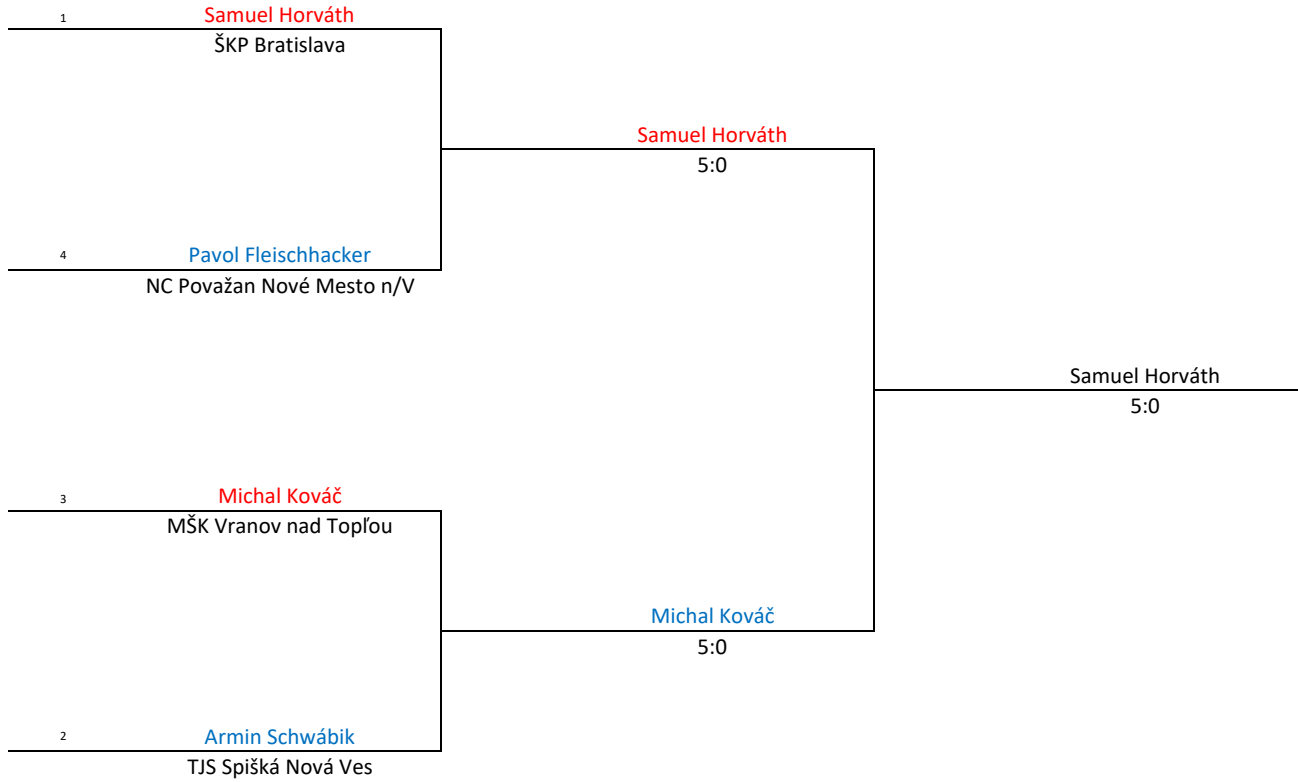 1 Samuel Horváth
ŠKP Bratislava
Samuel Horváth
5:0
4 Pavol Fleischhacker
NC Považan Nové Mesto n/V
Samuel Horváth
5:0
3 Michal Kováč
MŠK Vranov nad Topľou
Michal Kováč
5:0
2 Armin Schwábik
TJS Spišká Nová Ves